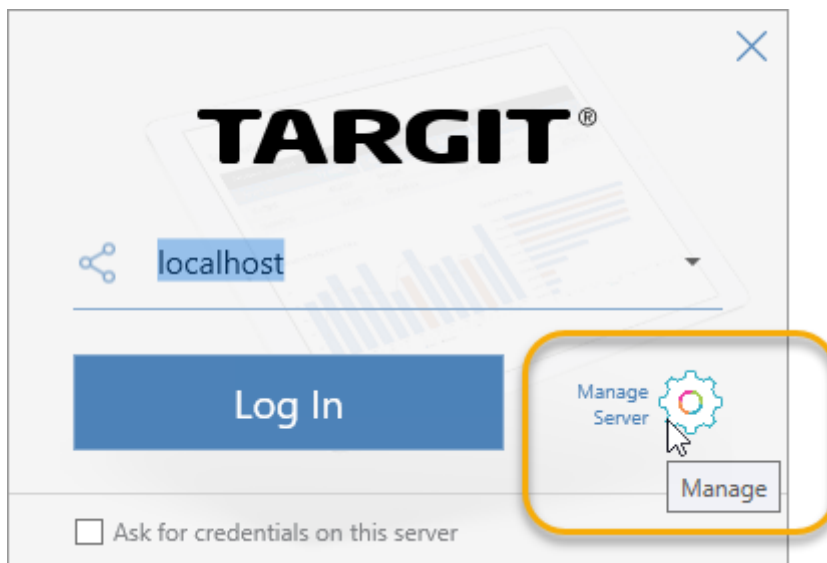 TARGIT®
localhost
Log In
Manage
Server
Manage
Ask for credentials on this server